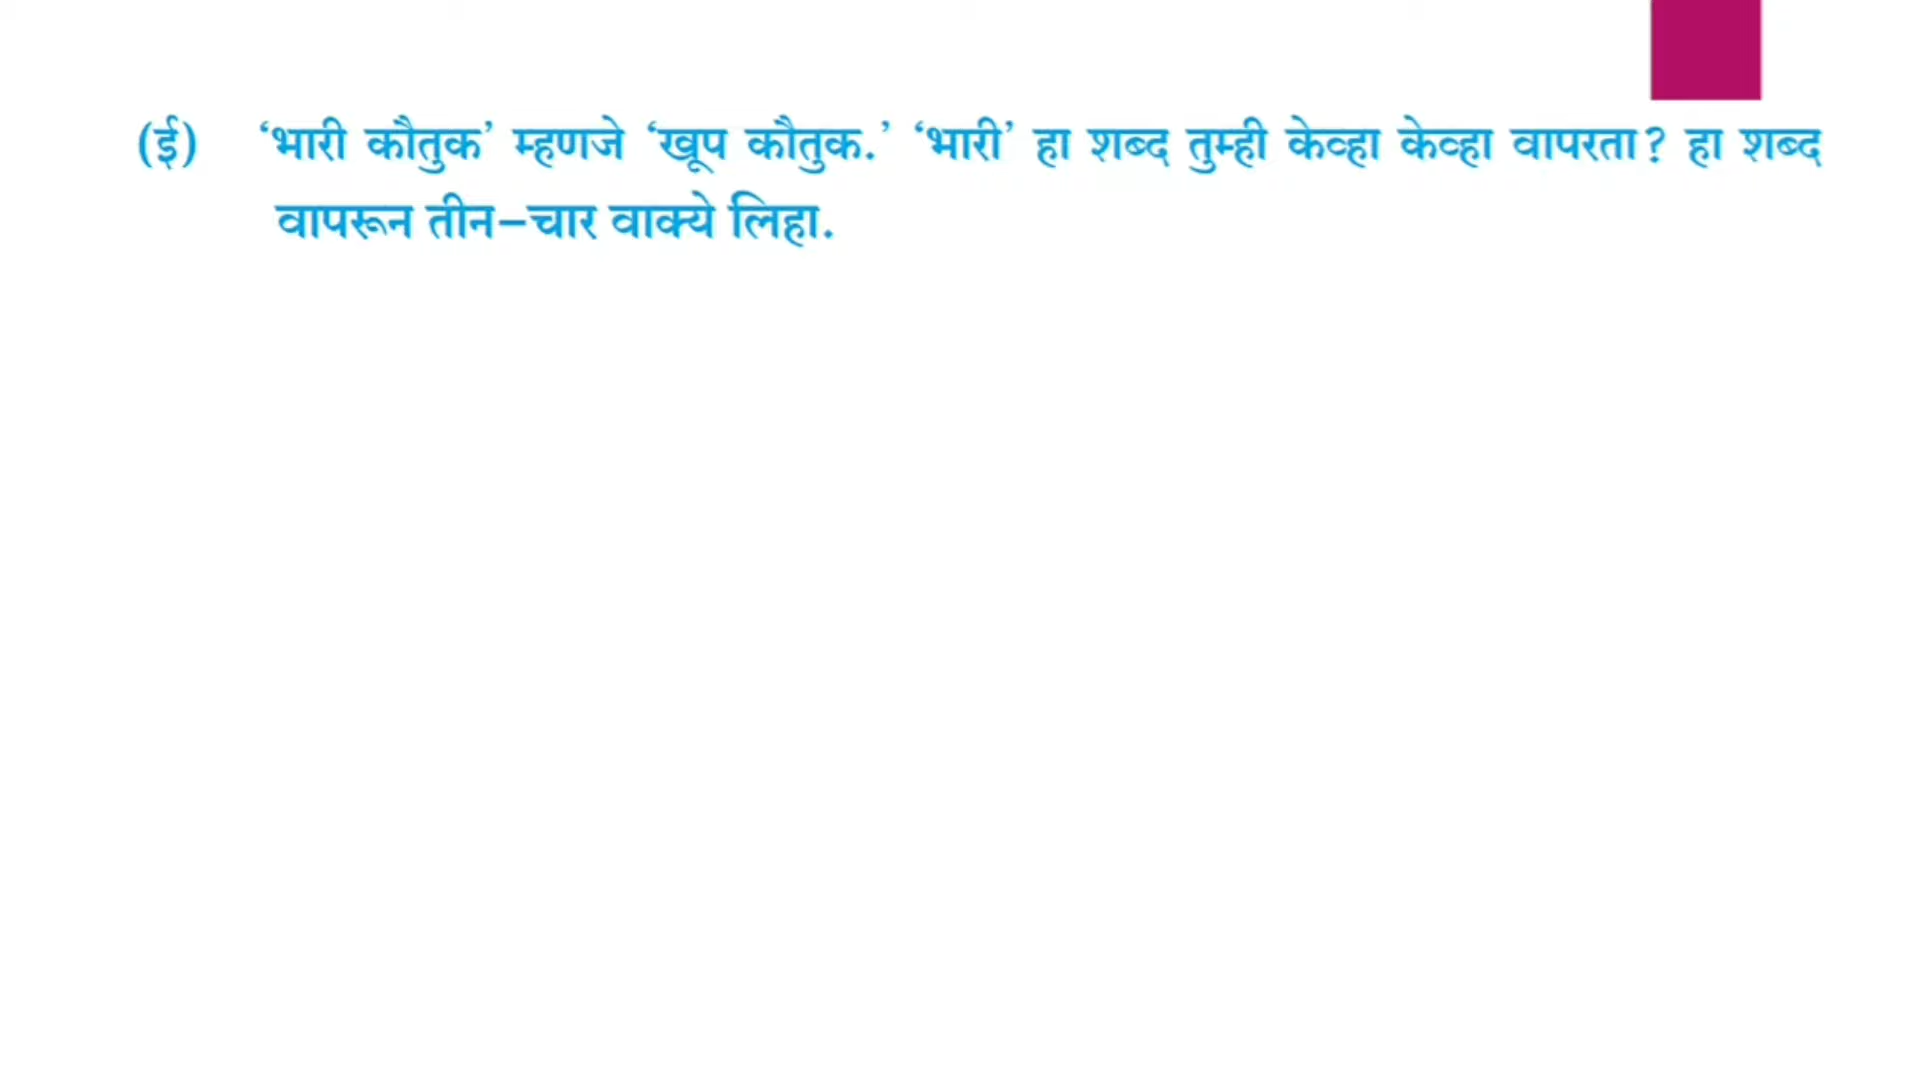 (ई) ‘भारी कौतुक’ म्हणजे ‘खूप कौतुक.’ ‘भारी’ हा शब्द तुम्ही केव्हा केव्हा वापरता? हा शब्द
वापरून तीन–चार वाक्ये लिहा.